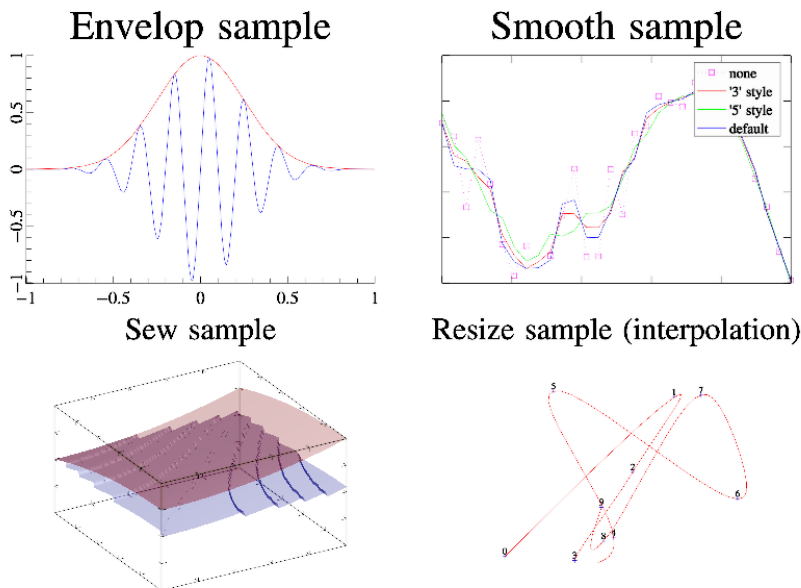 Envelop sample
Smooth sample
1
0.5
0
−0.5
−1
−1
−0.5
0
0.5
1
none
'3' style
'5' style
default
Sew sample
Resize sample (interpolation)
5
1
7
2
6
9
8
4
0
3